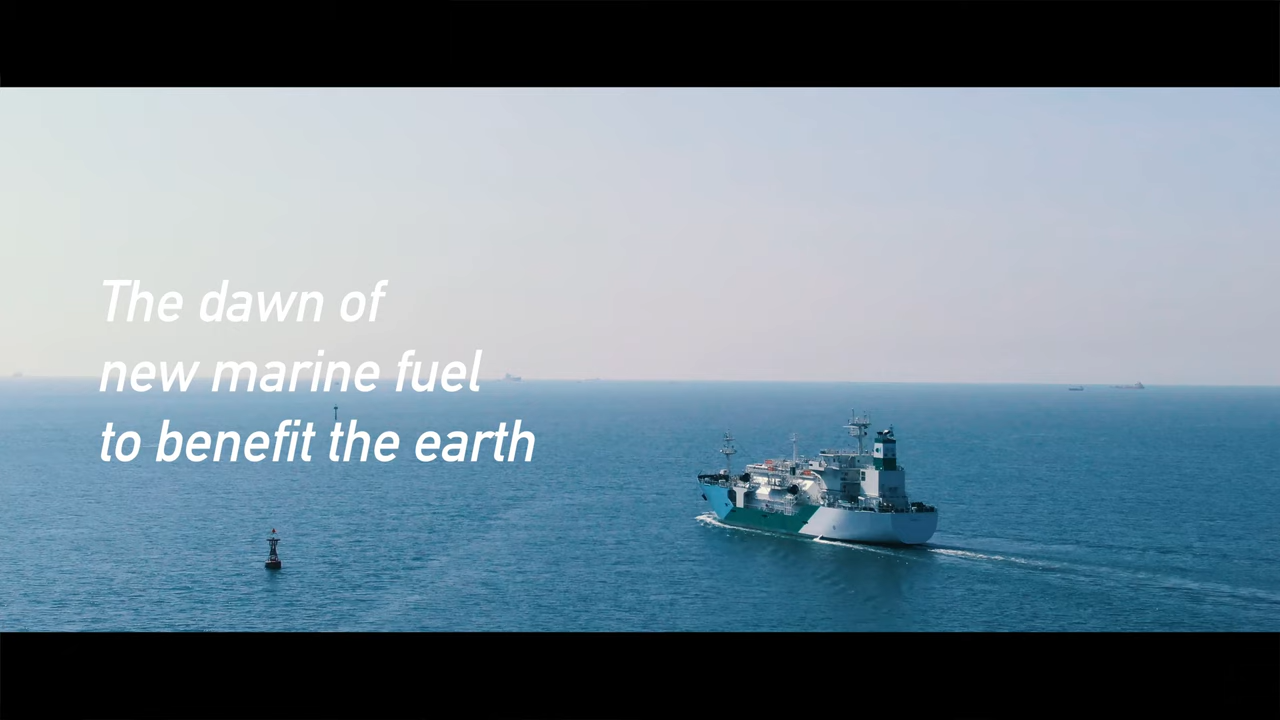 The dawn of
new marine fuel
to benefit the earth